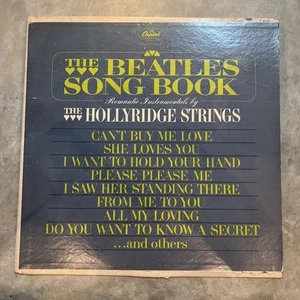 Capitol
THE BEATLES
SONG BOOK
Romantic Instrumentals by
THE HOLLYRIDGE STRINGS
CAN'T BUY ME LOVE
SHE LOVES YOU
I WANT TO HOLD YOUR HAND
PLEASE PLEASE ME
I SAW HER STANDING THERE
FROM ME TO YOU
ALL MY LOVING
DO YOU WANT TO KNOW A SECRET
...and others